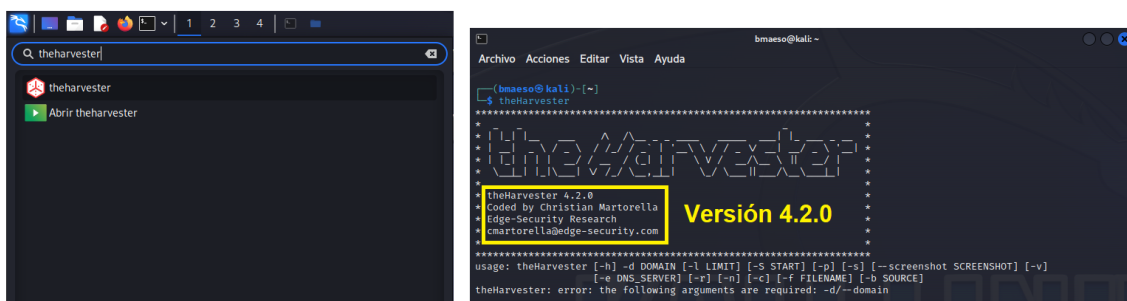 1 2 3 4
theharvester
theharvester
Abrir theharvester
bmaeso@kali: ~
Archivo Acciones Editar Vista Ayuda
(bmaeso㉿kali)-[~]
$ theHarvester
*******************************************************************
theHarvester
* theHarvester 4.2.0 *
* Coded by Christian Martorella *
* Edge-Security Research *
* cmartorella@edge-security.com *
Versión 4.2.0
*******************************************************************
usage: theHarvester [-h] -d DOMAIN [-l LIMIT] [-S START] [-p] [-s] [--screenshot SCREENSHOT] [-v]
[-e DNS_SERVER] [-r] [-n] [-c] [-f FILENAME] [-b SOURCE]
theHarvester: error: the following arguments are required: -d/--domain